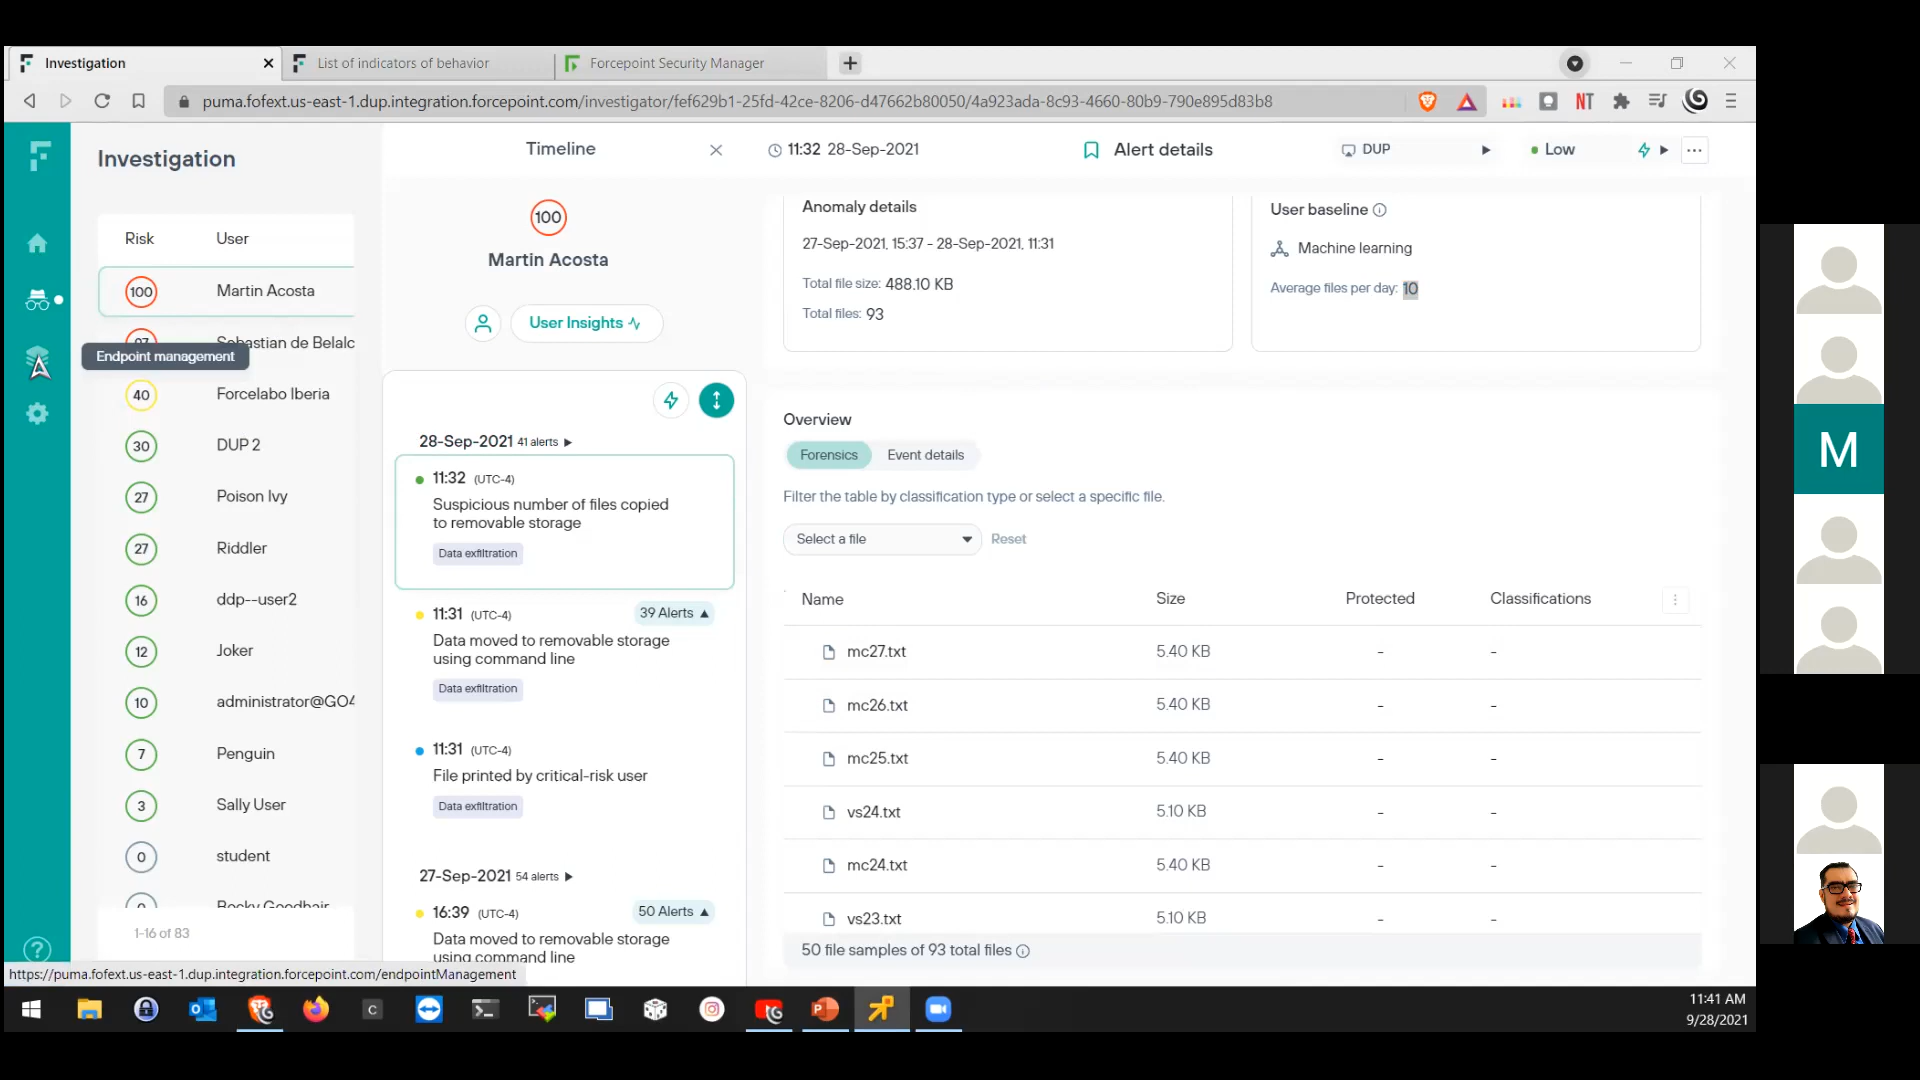 Investigation
List of indicators of behavior
Forcepoint Security Manager
puma.fofext.us-east-1.dup.integration.forcepoint.com/investigator/fef629b1-25fd-42ce-8206-d47662b80050/4a923ada-8c93-4660-80b9-790e895d83b8
NT
Investigation
Risk User
100 Martin Acosta
Sebastian de Belalc
Endpoint management
40 Forcelabo Iberia
30 DUP 2
27 Poison Ivy
27 Riddler
16 ddp--user2
12 Joker
10 administrator@GO4
7 Penguin
3 Sally User
0 student
Becky Goodhair
1-16 of 83
?
Timeline
100
Martin Acosta
User Insights
28-Sep-2021 41 alerts
11:32 (UTC-4)
Suspicious number of files copied
to removable storage
Data exfiltration
11:31 (UTC-4) 39 Alerts
Data moved to removable storage
using command line
Data exfiltration
11:31 (UTC-4)
File printed by critical-risk user
Data exfiltration
27-Sep-2021 54 alerts
16:39 (UTC-4) 50 Alerts
Data moved to removable storage
using command line
11:32 28-Sep-2021
Alert details
DUP
Low
Anomaly details
27-Sep-2021, 15:37 - 28-Sep-2021, 11:31
Total file size: 488.10 KB
Total files: 93
User baseline
Machine learning
Average files per day: 10
Overview
Forensics Event details
Filter the table by classification type or select a specific file.
Select a file Reset
Name Size Protected Classifications
mc27.txt 5.40 KB - -
mc26.txt 5.40 KB - -
mc25.txt 5.40 KB - -
vs24.txt 5.10 KB - -
mc24.txt 5.40 KB - -
vs23.txt 5.10 KB - -
50 file samples of 93 total files
https://puma.fofext.us-east-1.dup.integration.forcepoint.com/endpointManagement
11:41 AM
9/28/2021
M